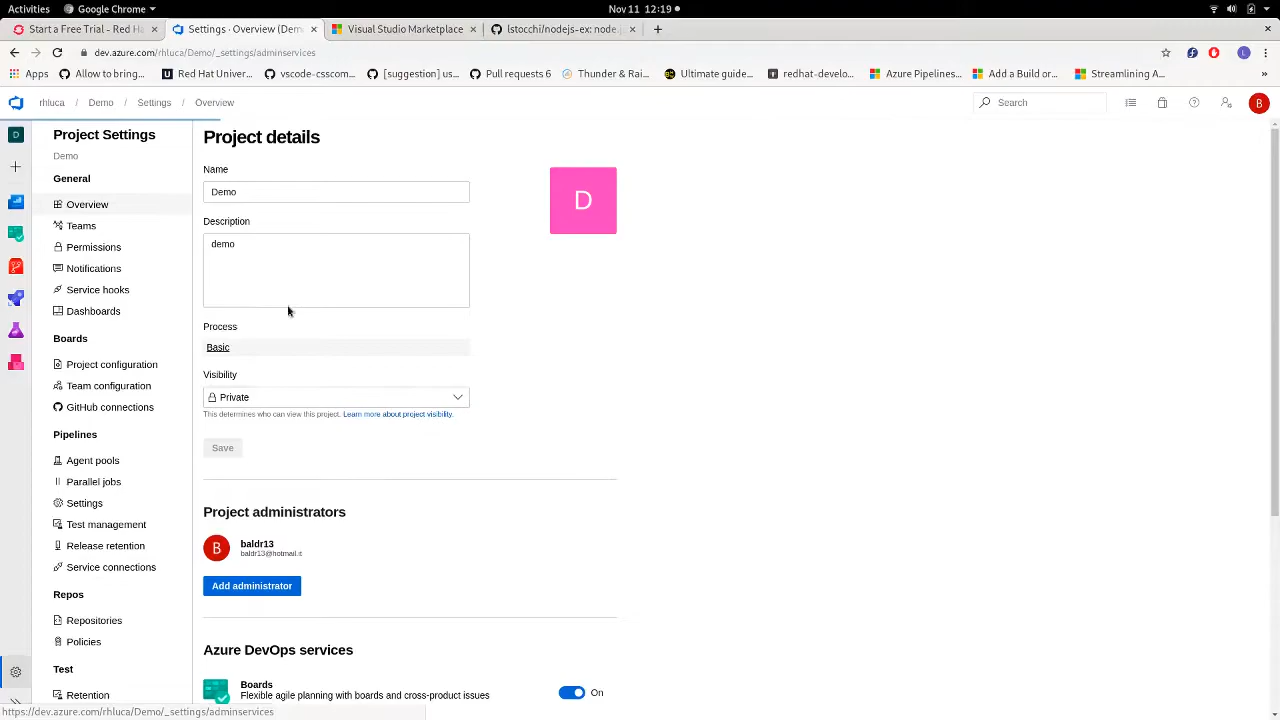 Activities
Google Chrome
Nov 11 12:19
Start a Free Trial - Red Ha
Settings · Overview (Dem
Visual Studio Marketplace
lstocchi/nodejs-ex: node.j
dev.azure.com/rhluca/Demo/_settings/adminservices
L
Apps
Allow to bring...
Red Hat Univer...
vscode-csscom...
[suggestion] us...
Pull requests 6
Thunder & Rai...
Ultimate guide...
redhat-develo...
Azure Pipelines...
Add a Build or...
Streamlining A...
rhluca / Demo / Settings / Overview
Search
B
D
Project Settings
Demo
General
Overview
Teams
Permissions
Notifications
Service hooks
Dashboards
Boards
Project configuration
Team configuration
GitHub connections
Pipelines
Agent pools
Parallel jobs
Settings
Test management
Release retention
Service connections
Repos
Repositories
Policies
Test
Retention
Project details
Name
Demo
D
Description
demo
Process
Basic
Visibility
Private
This determines who can view this project. Learn more about project visibility.
Save
Project administrators
B
baldr13
baldr13@hotmail.it
Add administrator
Azure DevOps services
Boards
Flexible agile planning with boards and cross-product issues
On
https://dev.azure.com/rhluca/Demo/_settings/adminservices